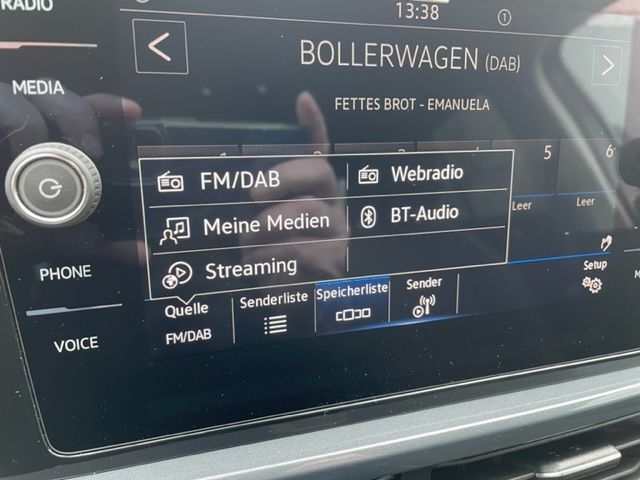 RADIO
13:38
1
MEDIA
BOLLERWAGEN (DAB)
FETTES BROT - EMANUELA
5
6
Leer
Leer
FM/DAB
Webradio
Meine Medien
BT-Audio
Streaming
PHONE
VOICE
Quelle
FM/DAB
Senderliste
Speicherliste
Sender
Setup